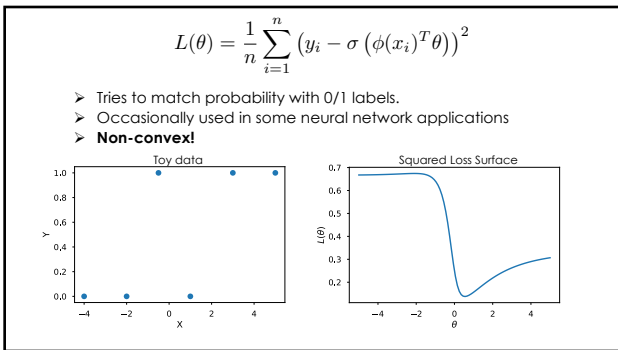 L(θ) = 1/n ∑_{i=1}^{n} (y_i − σ (ϕ(x_i)^T θ))^2
➢ Tries to match probability with 0/1 labels.
➢ Occasionally used in some neural network applications
➢ Non-convex!
Toy data
1.0
0.8
0.6
0.4
0.2
0.0
Y
−4 −2 0 2 4
X
Squared Loss Surface
0.7
0.6
0.5
0.4
0.3
0.2
L(θ)
−4 −2 0 2 4
θ